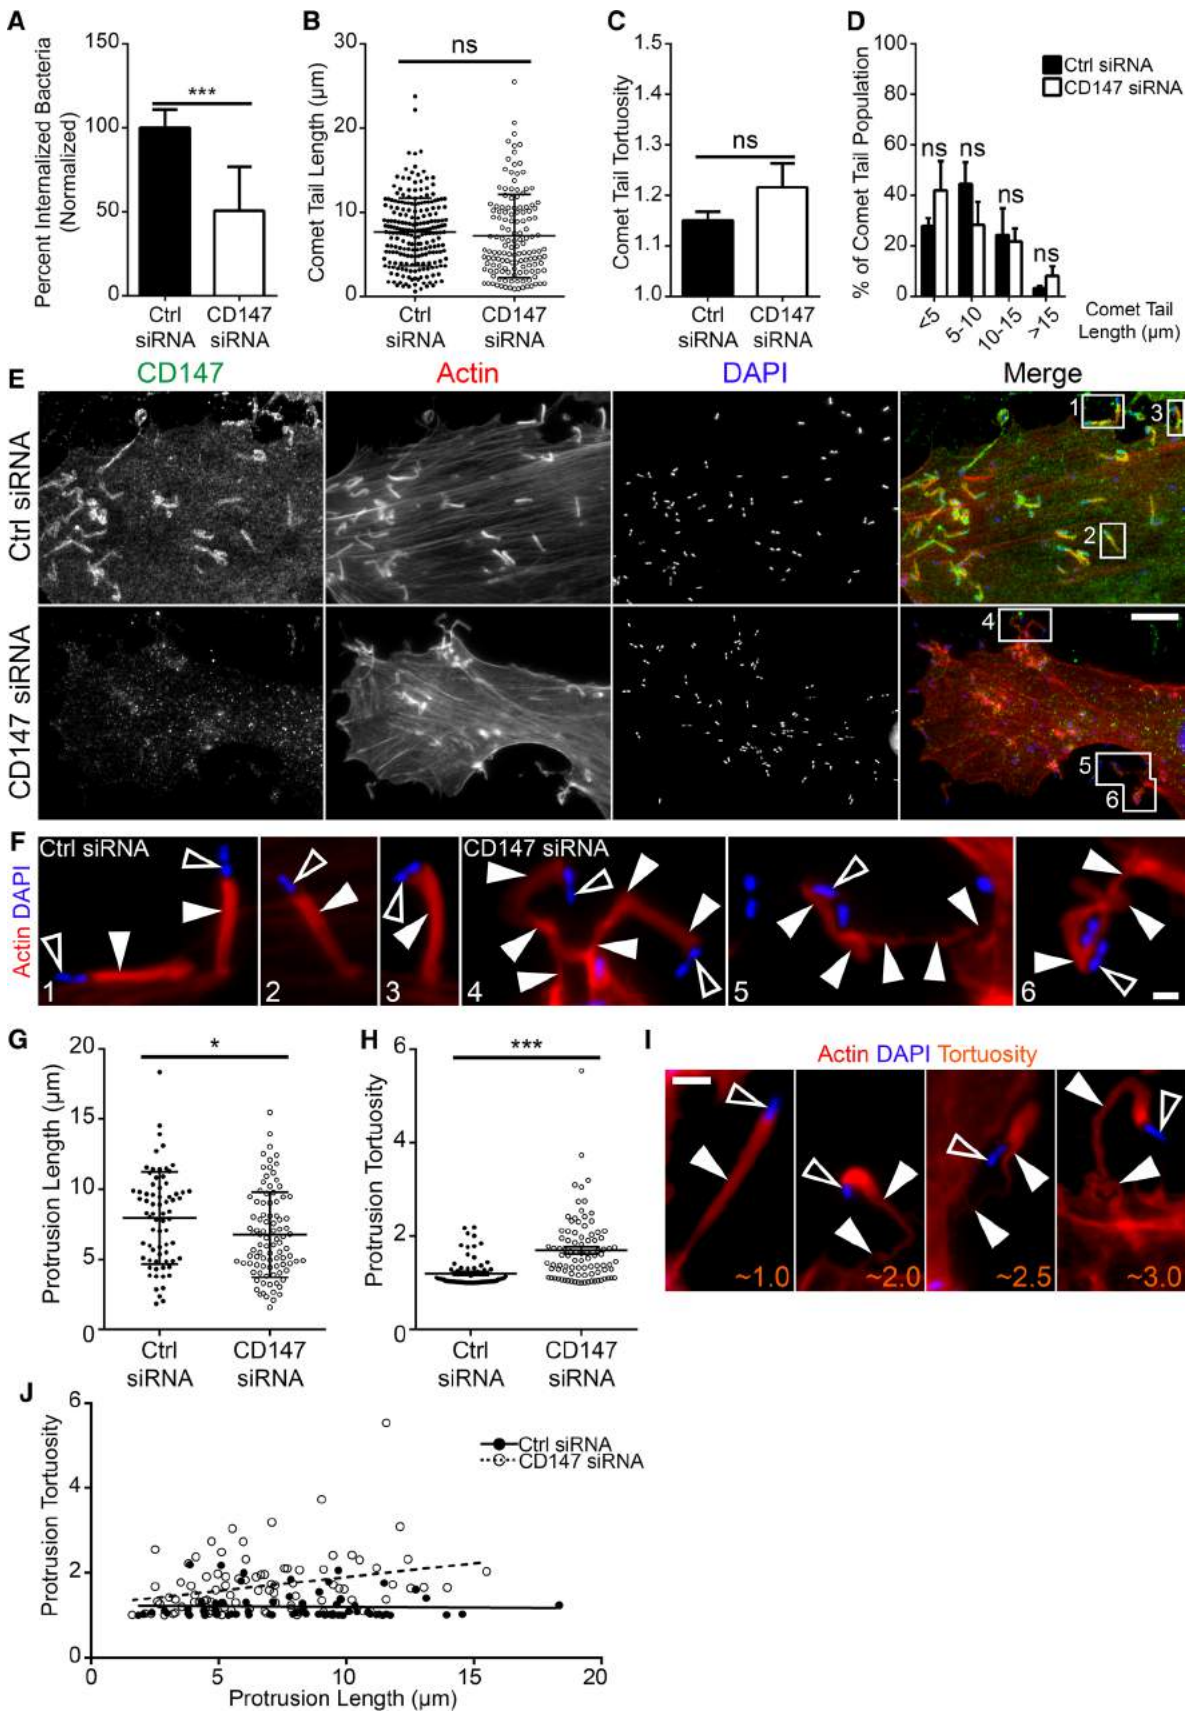 A
Percent Internalized Bacteria
(Normalized)
150
100
50
0
***
Ctrl
siRNA
CD147
siRNA
B
Comet Tail Length (μm)
30
20
10
0
ns
Ctrl
siRNA
CD147
siRNA
C
Comet Tail Tortuosity
1.5
1.4
1.3
1.2
1.1
1.0
ns
Ctrl
siRNA
CD147
siRNA
D
% of Comet Tail Population
100
80
60
40
20
0
Ctrl siRNA
CD147 siRNA
ns
ns
ns
ns
<5
5-10
10-15
>15
Comet Tail
Length (μm)
E
CD147
Actin
DAPI
Merge
Ctrl siRNA
1
3
2
CD147 siRNA
4
5
6
F
Actin DAPI
Ctrl siRNA
CD147 siRNA
1
2
3
4
5
6
G
Protrusion Length (μm)
20
15
10
5
0
*
Ctrl
siRNA
CD147
siRNA
H
Protrusion Tortuosity
6
4
2
0
***
Ctrl
siRNA
CD147
siRNA
I
Actin DAPI Tortuosity
~1.0
~2.0
~2.5
~3.0
J
Protrusion Tortuosity
6
4
2
0
Ctrl siRNA
CD147 siRNA
0
5
10
15
20
Protrusion Length (μm)